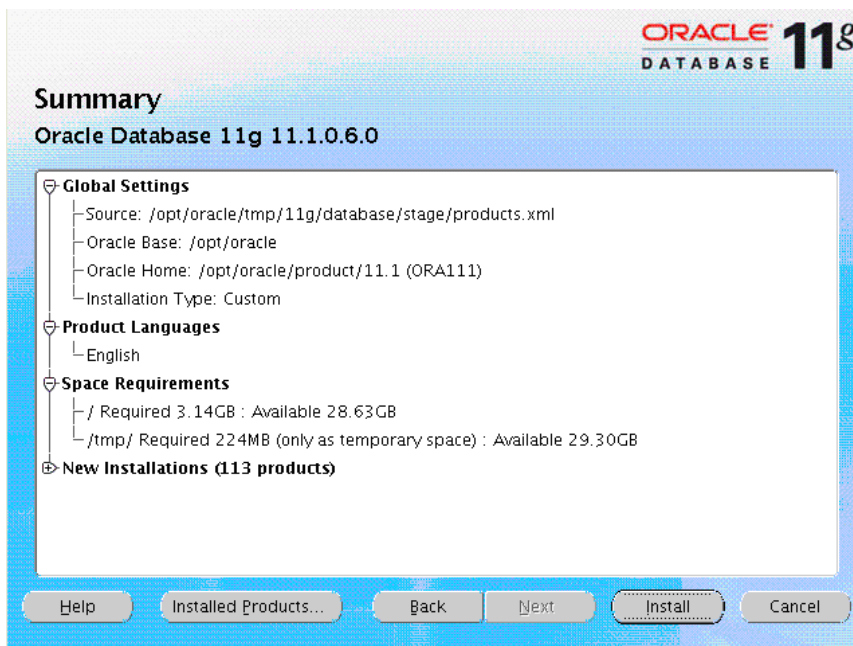 ORACLE 11g
DATABASE
Summary
Oracle Database 11g 11.1.0.6.0
Global Settings
Source: /opt/oracle/tmp/11g/database/stage/products.xml
Oracle Base: /opt/oracle
Oracle Home: /opt/oracle/product/11.1 (ORA111)
Installation Type: Custom
Product Languages
English
Space Requirements
/ Required 3.14GB : Available 28.63GB
/tmp/ Required 224MB (only as temporary space) : Available 29.30GB
New Installations (113 products)
Help Installed Products... Back Next Install Cancel